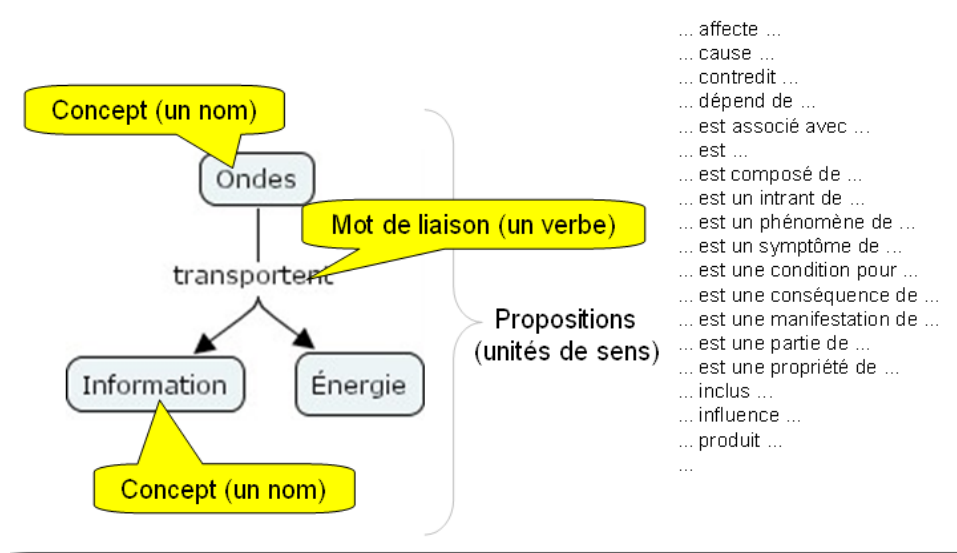 Concept (un nom)
Ondes
Mot de liaison (un verbe)
transportent
Information
Énergie
Concept (un nom)
Propositions
(unités de sens)
... affecte ...
... cause ...
... contredit ...
... dépend de ...
... est associé avec ...
... est ...
... est composé de ...
... est un intrant de ...
... est un phénomène de ...
... est un symptôme de ...
... est une condition pour ...
... est une conséquence de ...
... est une manifestation de ...
... est une partie de ...
... est une propriété de ...
... inclus ...
... influence ...
... produit ...
...